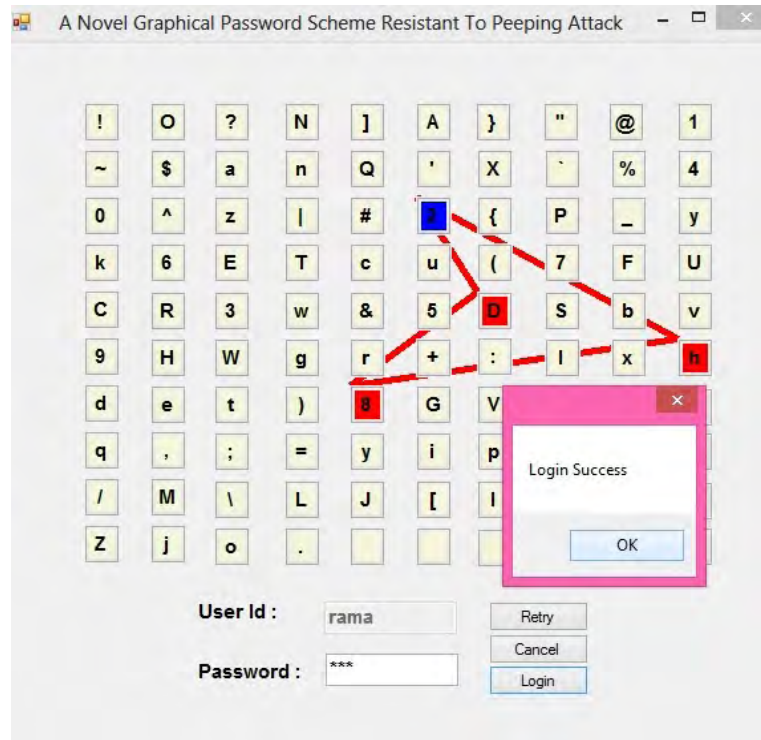 A Novel Graphical Password Scheme Resistant To Peeping Attack
! O ? N ] A } " @ 1
~ $ a n Q ' X ` % 4
0 ^ z | # { P _ y
k 6 E T c u ( 7 F U
C R 3 w & 5 D S b v
9 H W g r + : l x h
d e t ) 8 G V
q , ; = y i p
/ M \ L J [ I
Z j o .
Login Success
OK
User Id : rama
Retry
Cancel
Password : ***
Login